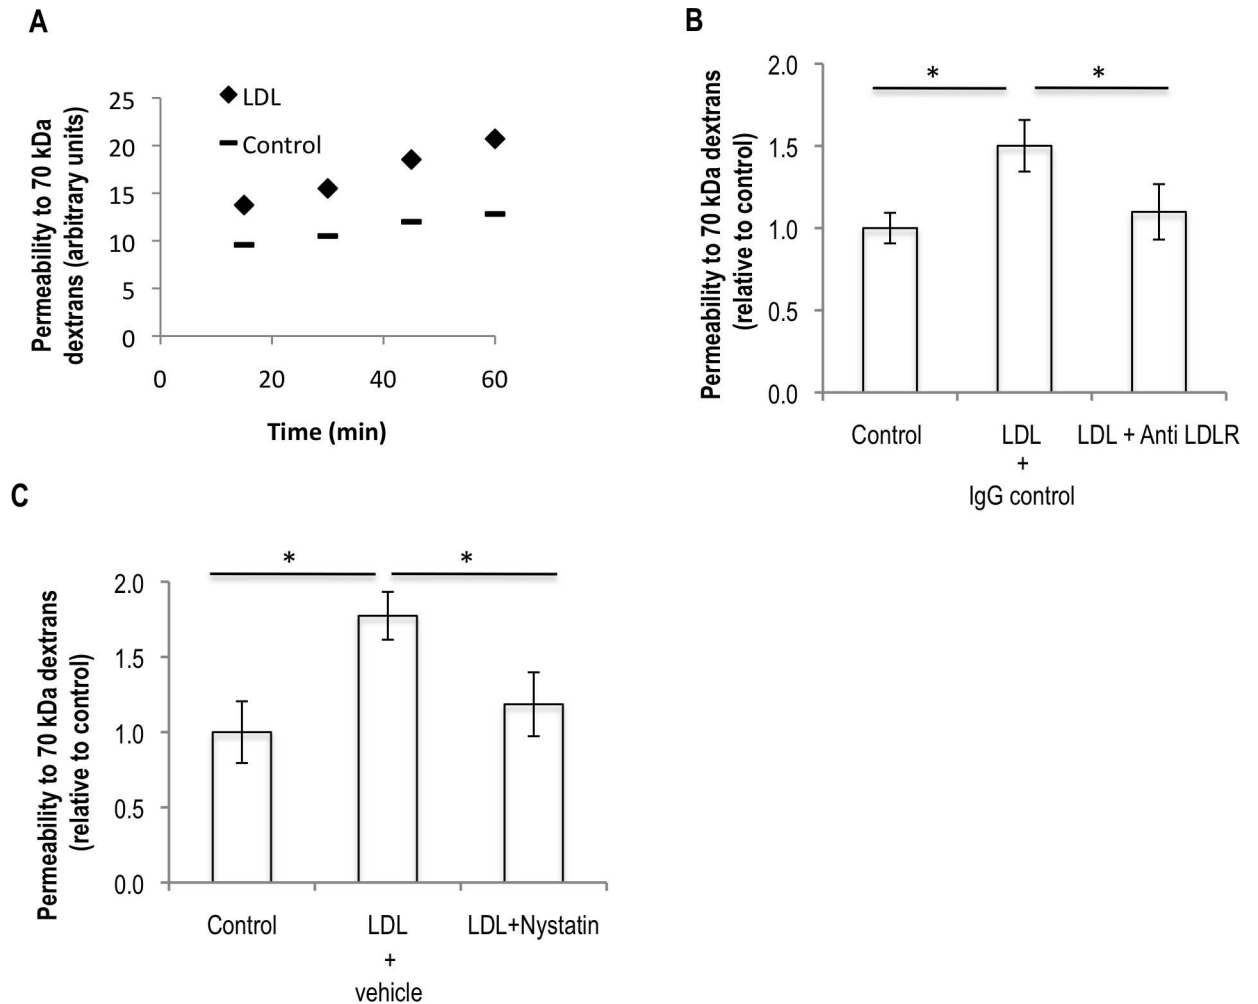 A
Permeability to 70 kDa
dextrans (arbitrary units)
25
20
15
10
5
0
LDL
Control
0 20 40 60
Time (min)
B
Permeability to 70 kDa dextrans
(relative to control)
2.0
1.5
1.0
0.5
0.0
* *
Control LDL LDL + Anti LDLR
+
IgG control
C
Permeability to 70 kDa dextrans
(relative to control)
2.0
1.5
1.0
0.5
0.0
* *
Control LDL LDL+Nystatin
+
vehicle